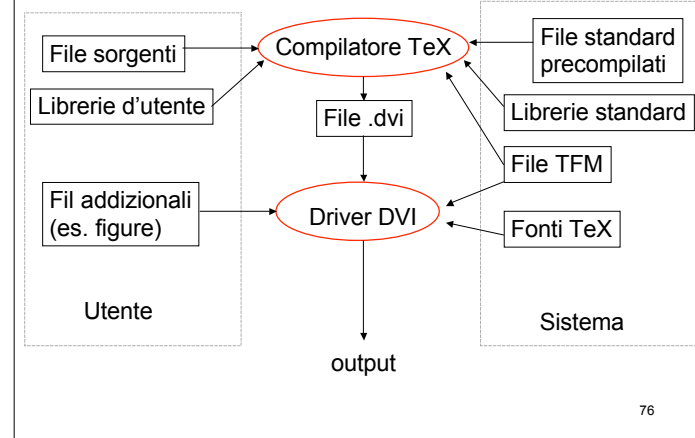 File sorgenti
Compilatore TeX
File standard
precompilati
Librerie d'utente
File .dvi
Librerie standard
File TFM
Fil addizionali
(es. figure)
Driver DVI
Fonti TeX
Utente
Sistema
output
76